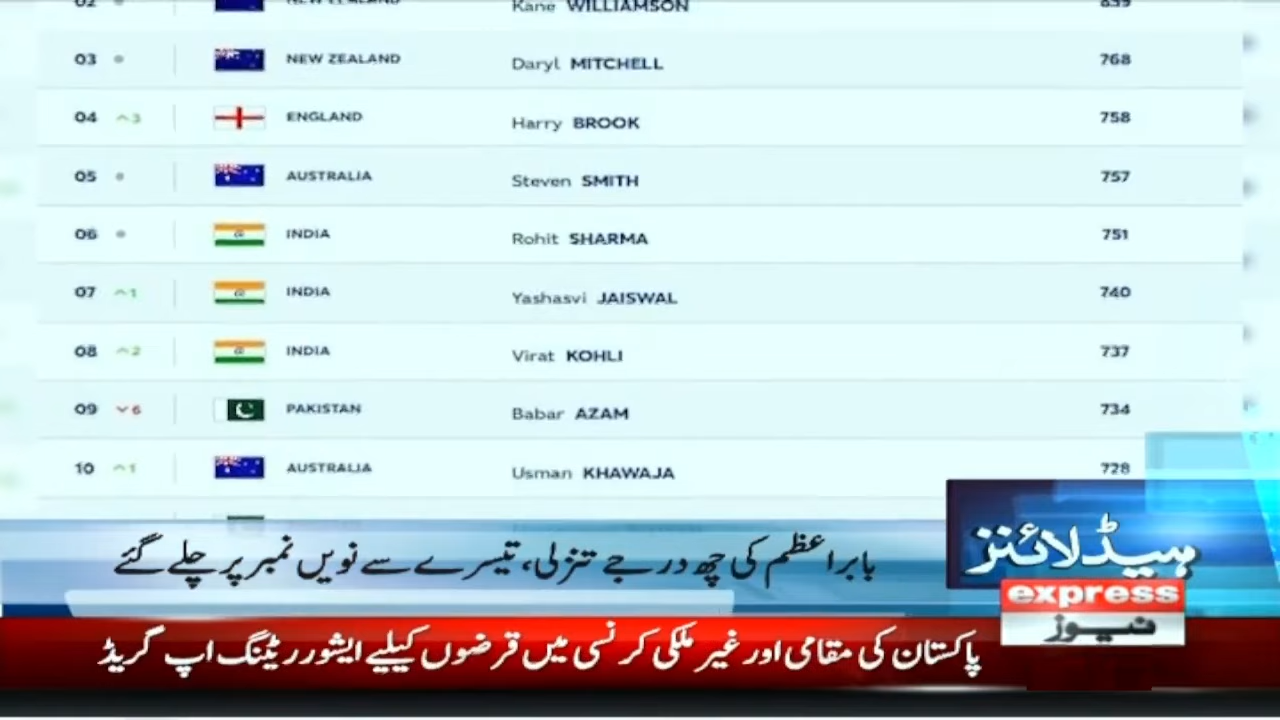 02 NEW ZEALAND Kane WILLIAMSON 859
03 NEW ZEALAND Daryl MITCHELL 768
04 3 ENGLAND Harry BROOK 758
05 AUSTRALIA Steven SMITH 757
06 INDIA Rohit SHARMA 751
07 1 INDIA Yashasvi JAISWAL 740
08 2 INDIA Virat KOHLI 737
09 6 PAKISTAN Babar AZAM 734
10 1 AUSTRALIA Usman KHAWAJA 728
بابر اعظم کی چھ درجے تنزلی، تیسرے سے نویں نمبر پر چلے گئے
ہیڈلائنز
express
نیوز
پاکستان کی مقامی اور غیر ملکی کرنسی میں قرضوں کیلیے ایشور ریٹنگ اپ گریڈ